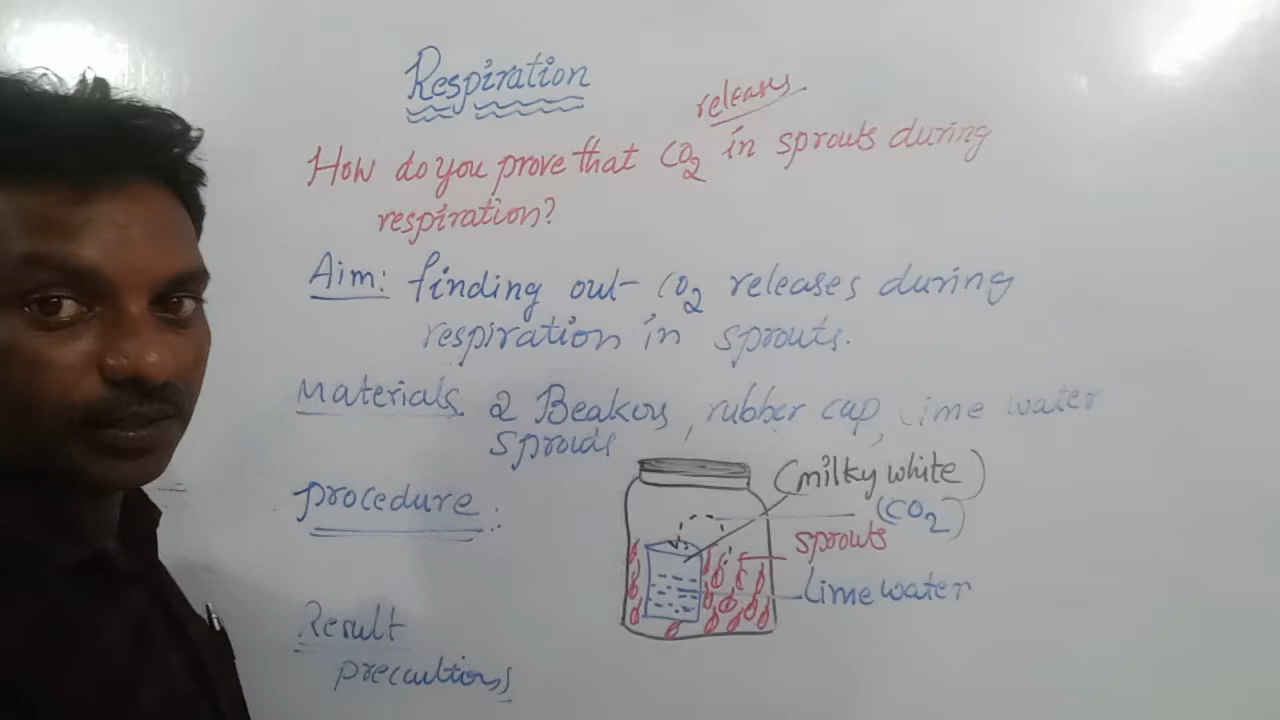 Respiration
releases
How do you prove that CO2 in sprouts during
respiration?
Aim: finding out CO2 releases during
respiration in sprouts.
Materials 2 Beakers, rubber cap, Lime water
sprouts
procedure:
(milky white)
(CO2)
sprouts
Lime water
Result
precautions